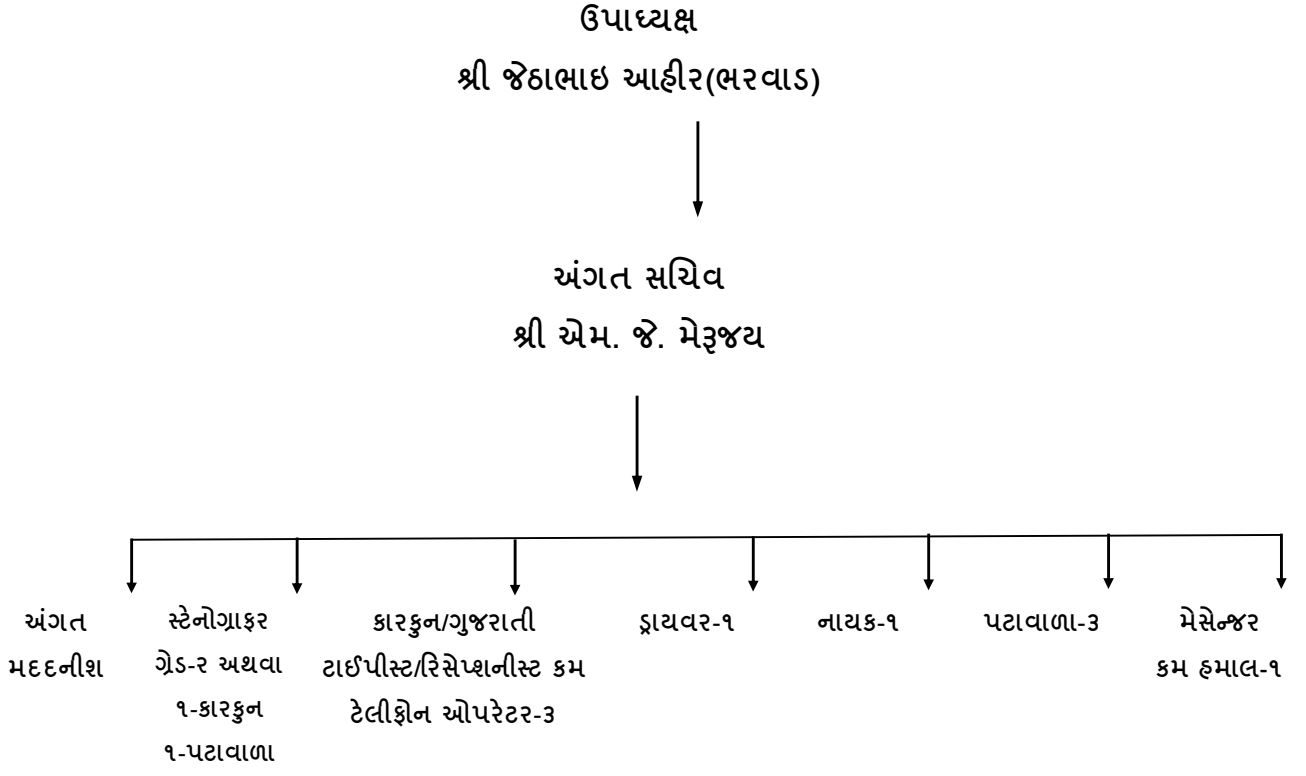 ઉપાધ્યક્ષ
શ્રી જેઠાભાઇ આહીર(ભરવાડ)
અંગત સચિવ
શ્રી એમ. જે. મેરૂજય
અંગત
મદદનીશ
સ્ટેનોગ્રાફર
ગ્રેડ-ર અથવા
૧-કારકુન
૧-પટાવાળા
કારકુન/ગુજરાતી
ટાઈપીસ્ટ/રિસેપ્શનીસ્ટ કમ
ટેલીફોન ઓપરેટર-૩
ડ્રાયવર-૧
નાયક-૧
પટાવાળા-૩
મેસેન્જર
કમ હમાલ-૧